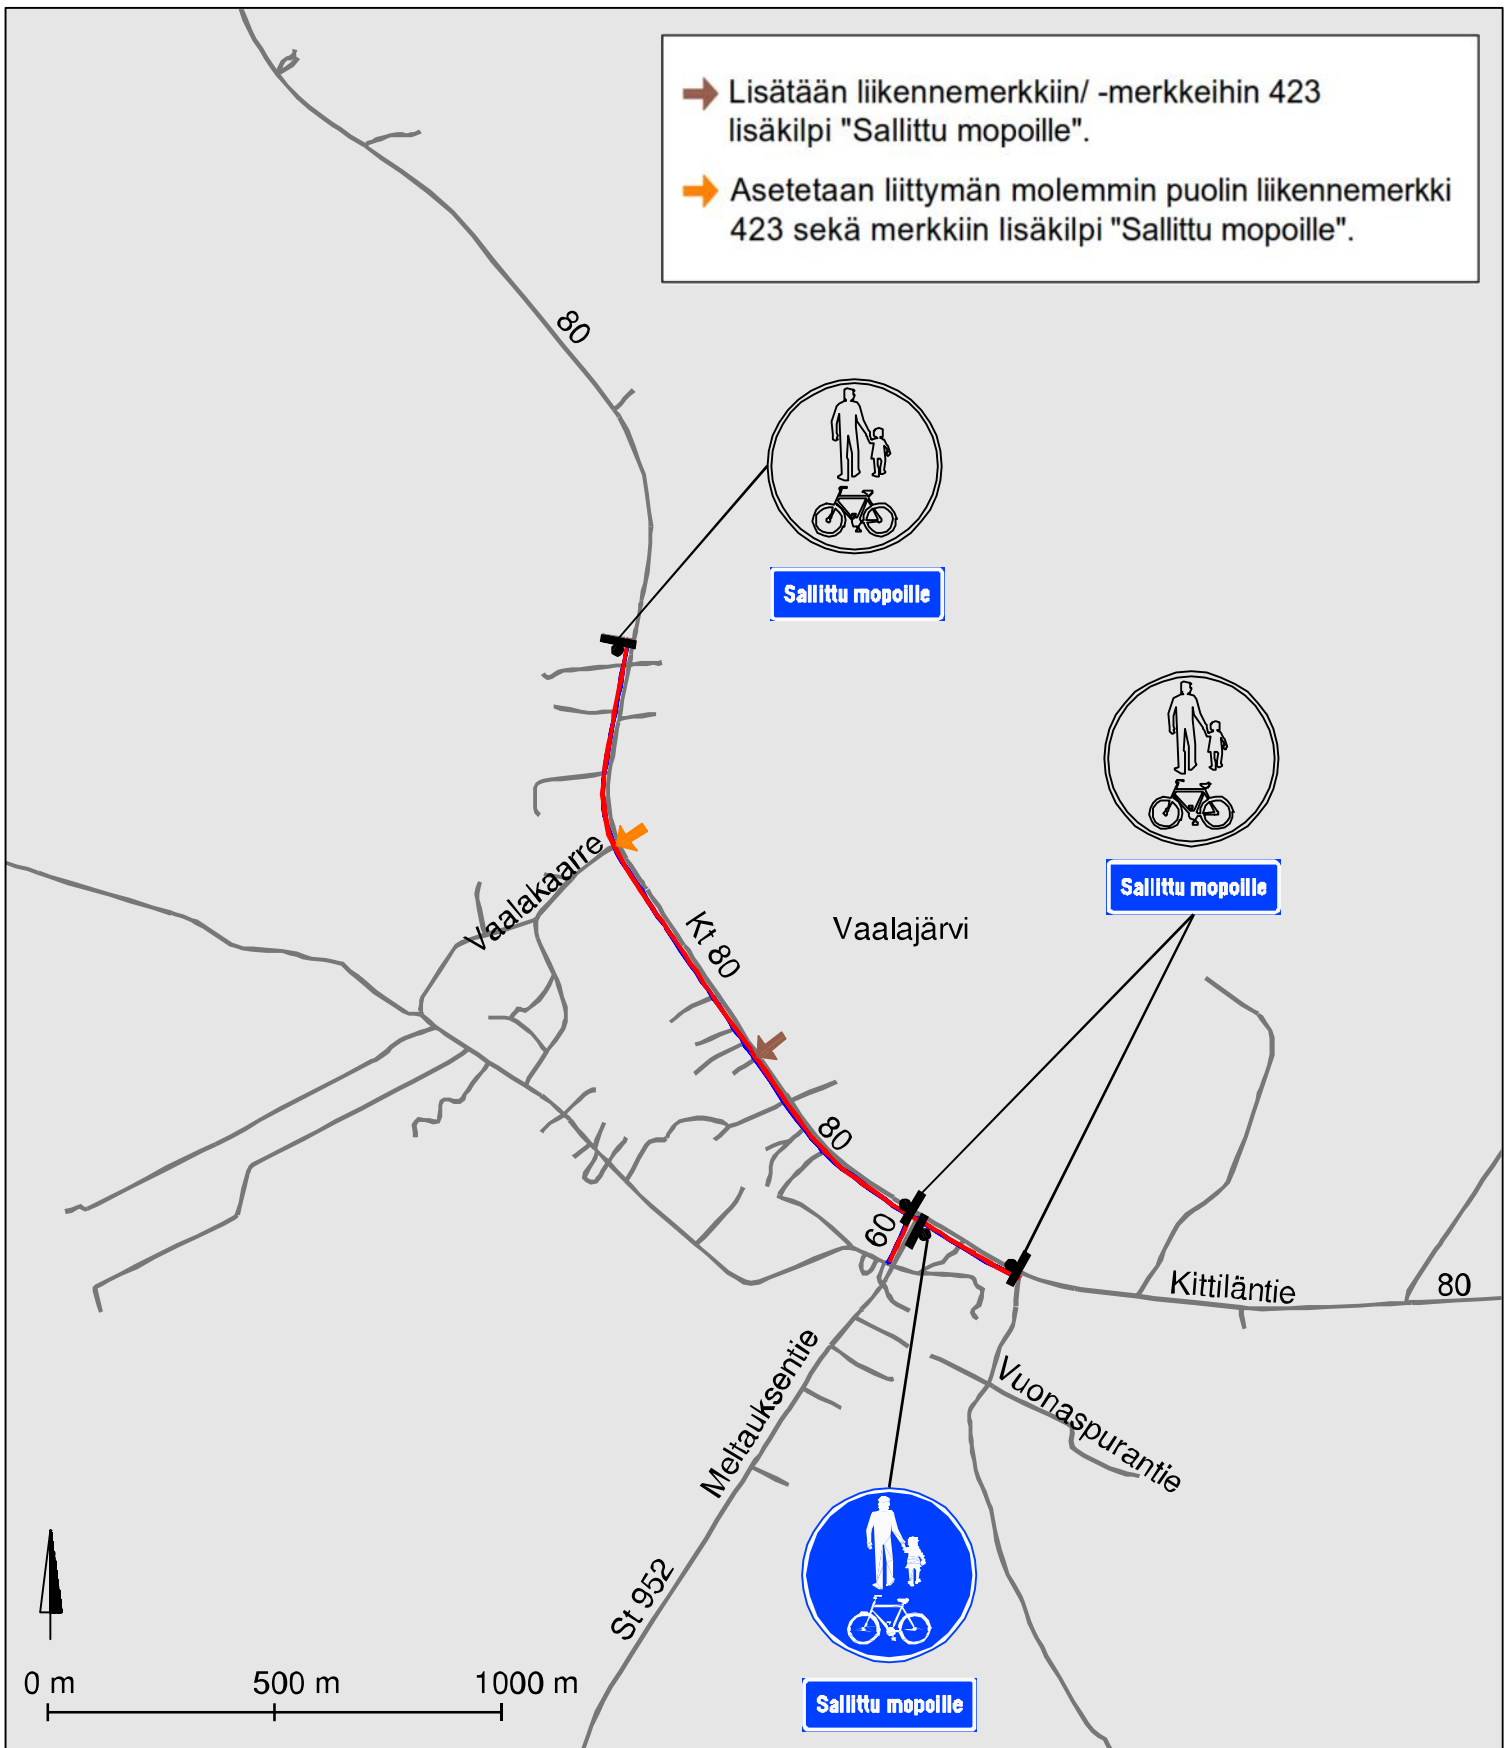 Lisätään liikennemerkkiin/ -merkkeihin 423
lisäkilpi "Sallittu mopoille".
Asetetaan liittymän molemmin puolin liikennemerkki
423 sekä merkkiin lisäkilpi "Sallittu mopoille".
80
Sallittu mopoille
Sallittu mopoille
Vaalakaarre
Kt 80
Vaalajärvi
80
60
Kittiläntie
80
Meltauksentie
Vuonaspurantie
St 952
Sallittu mopoille
0 m 500 m 1000 m